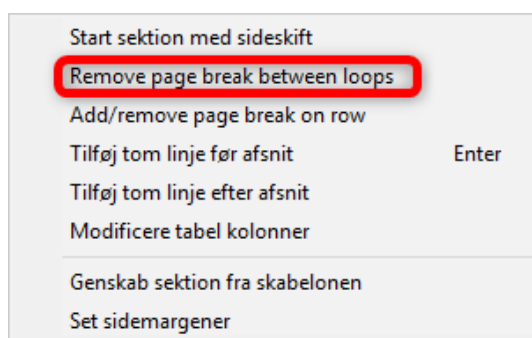 Start sektion med sideskift
Remove page break between loops
Add/remove page break on row
Tilføj tom linje før afsnit Enter
Tilføj tom linje efter afsnit
Modificere tabel kolonner
Genskab sektion fra skabelonen
Set sidemargener